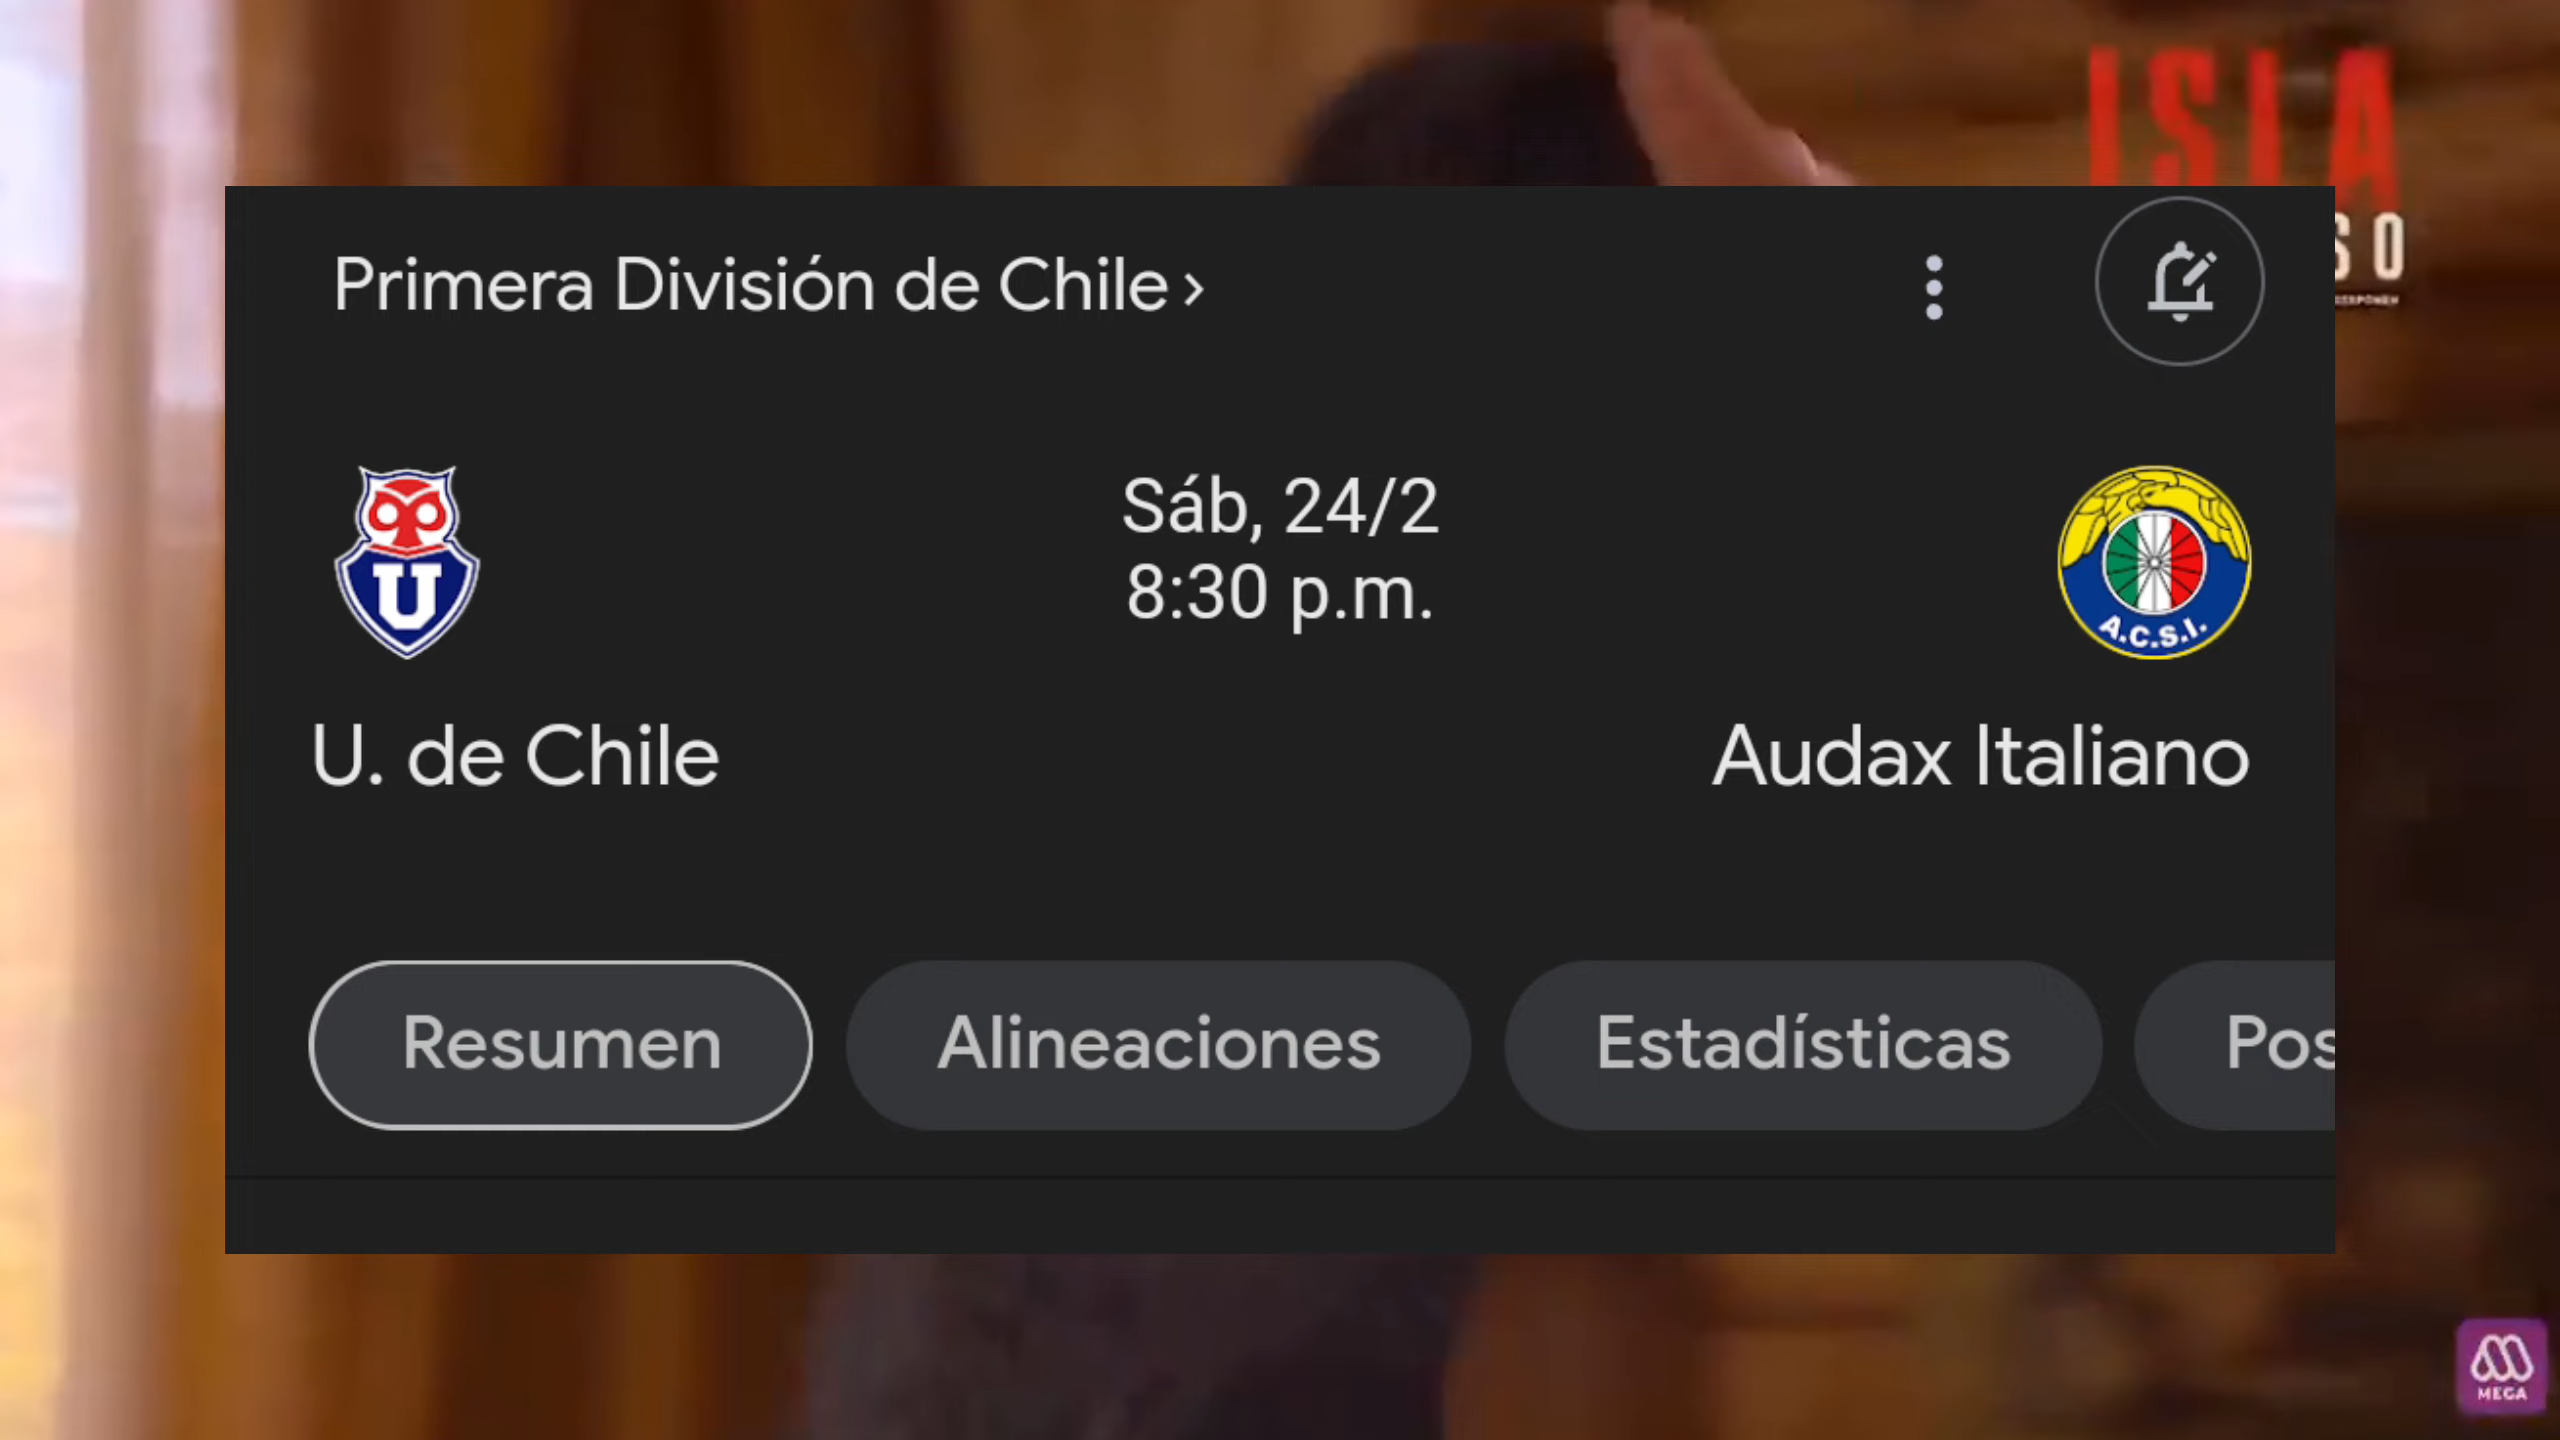 ISLA
SO
Primera División de Chile ›
Sáb, 24/2
8:30 p.m.
U
A.C.S.I.
U. de Chile
Audax Italiano
Resumen
Alineaciones
Estadísticas
Pos
MEGA